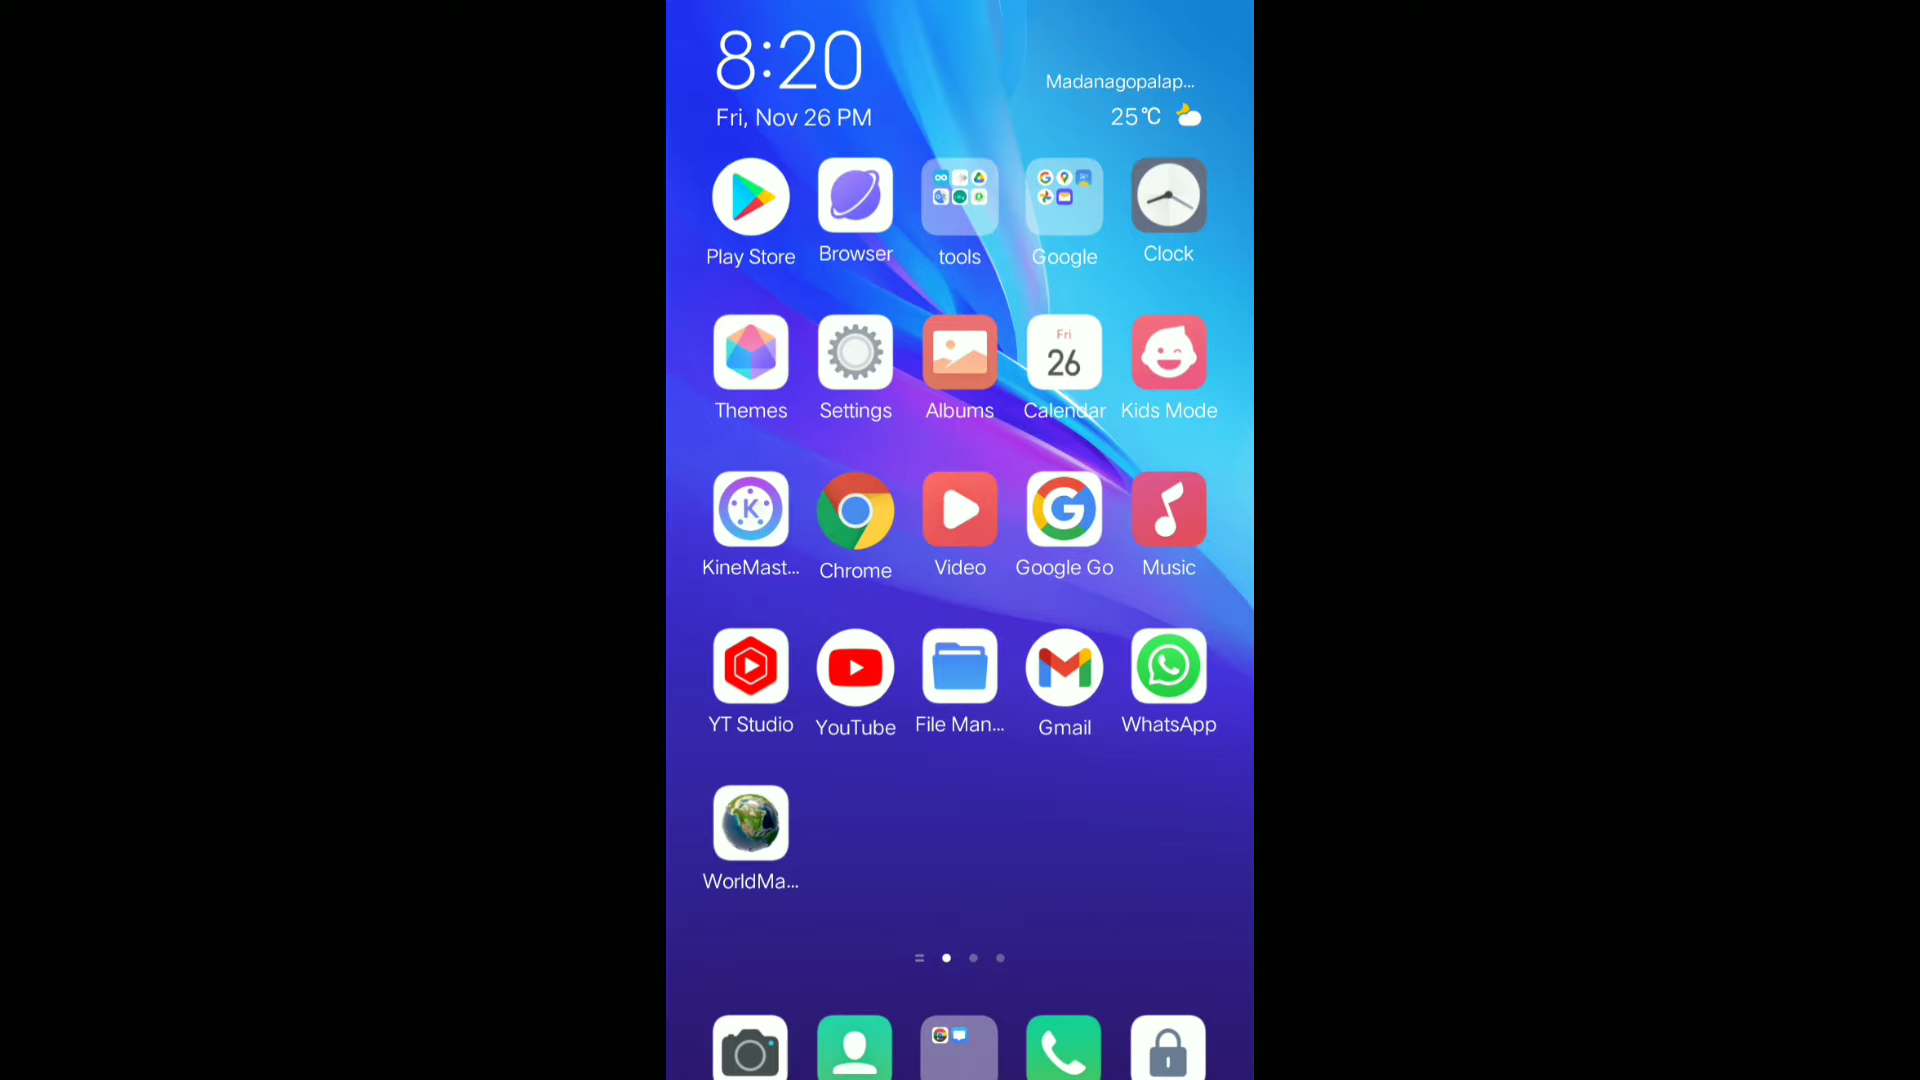 8:20
Madanagopalap...
Fri, Nov 26 PM
25℃
Play Store
Browser
tools
Google
Clock
Fri
26
Themes
Settings
Albums
Calendar
Kids Mode
K
KineMast...
Chrome
Video
Google Go
Music
YT Studio
YouTube
File Man...
Gmail
WhatsApp
WorldMa...